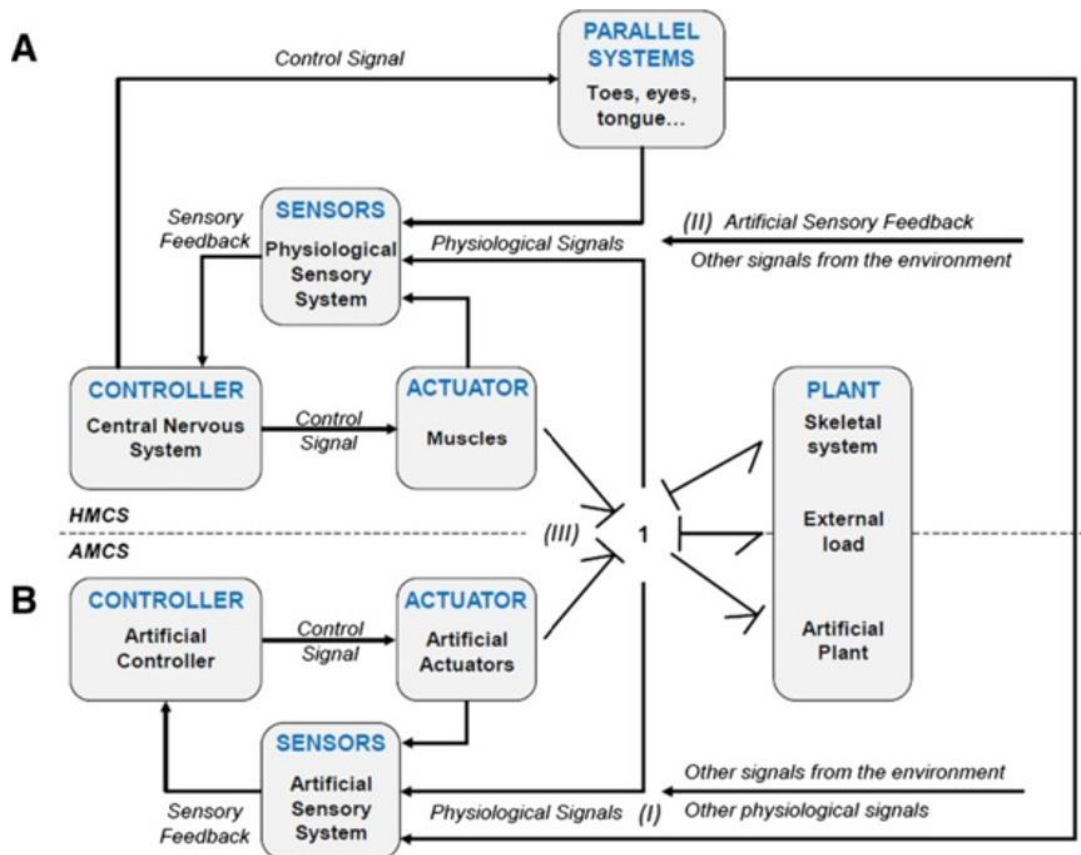 A
PARALLEL
SYSTEMS
Toes, eyes,
tongue...
Control Signal
SENSORS
Physiological
Sensory
System
Sensory
Feedback
Physiological Signals
(II) Artificial Sensory Feedback
Other signals from the environment
CONTROLLER
Central Nervous
System
Control
Signal
ACTUATOR
Muscles
PLANT
Skeletal
system
External
load
Artificial
Plant
HMCS
AMCS
(III)
1
B
CONTROLLER
Artificial
Controller
Control
Signal
ACTUATOR
Artificial
Actuators
SENSORS
Artificial
Sensory
System
Sensory
Feedback
Physiological Signals (I)
Other signals from the environment
Other physiological signals